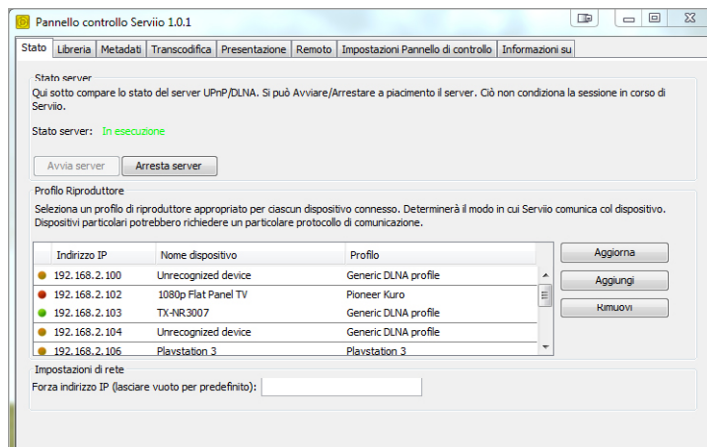 Pannello controllo Serviio 1.0.1
Stato Libreria Metadati Transcodifica Presentazione Remoto Impostazioni Pannello di controllo Informazioni su
Stato server
Qui sotto compare lo stato del server UPnP/DLNA. Si può Avviare/Arrestare a piacimento il server. Ciò non condiziona la sessione in corso di
Serviio.
Stato server: In esecuzione
Avvia server Arresta server
Profilo Riproduttore
Seleziona un profilo di riproduttore appropriato per ciascun dispositivo connesso. Determinerà il modo in cui Serviio comunica col dispositivo.
Dispositivi particolari potrebbero richiedere un particolare protocollo di comunicazione.
Indirizzo IP Nome dispositivo Profilo
192.168.2.100 Unrecognized device Generic DLNA profile
192.168.2.102 1080p Flat Panel TV Pioneer Kuro
192.168.2.103 TX-NR3007 Generic DLNA profile
192.168.2.104 Unrecognized device Generic DLNA profile
192.168.2.106 Playstation 3 Playstation 3
Aggiorna
Aggiungi
Rimuovi
Impostazioni di rete
Forza indirizzo IP (lasciare vuoto per predefinito):